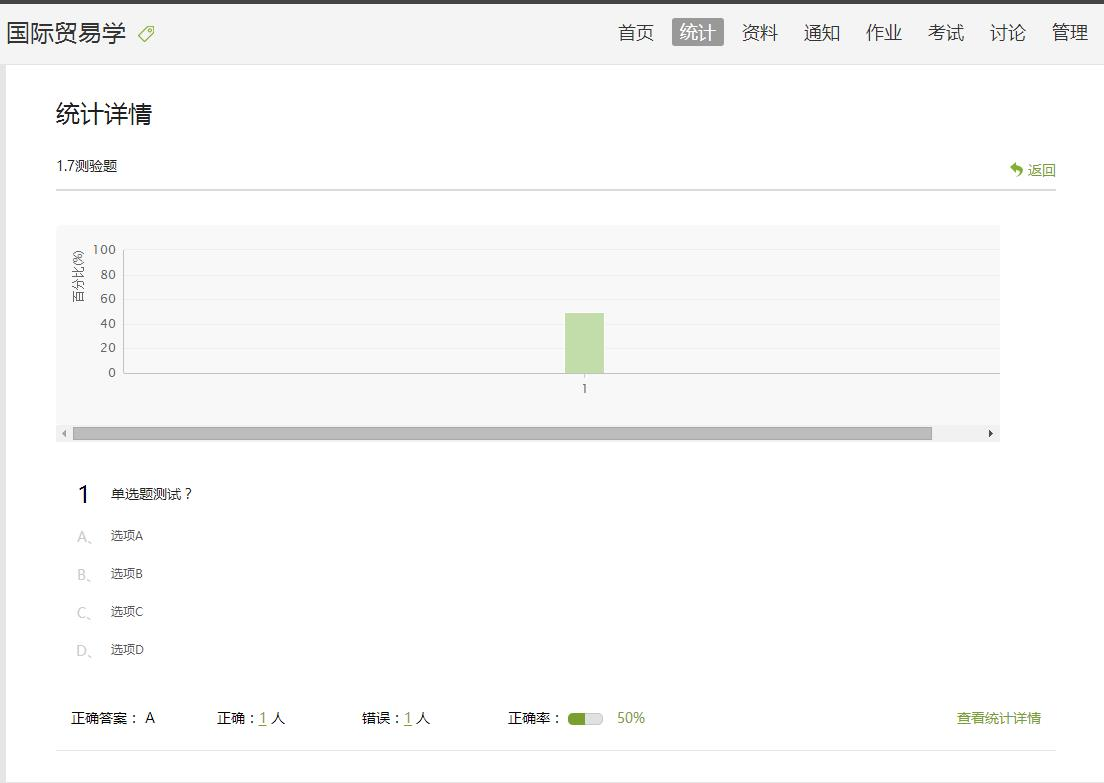 国际贸易学
首页 统计 资料 通知 作业 考试 讨论 管理
统计详情
1.7测验题
返回
百分比(%)
100
80
60
40
20
0
1
1 单选题测试？
A、 选项A
B、 选项B
C、 选项C
D、 选项D
正确答案： A 正确：1 人 错误：1 人 正确率： 50% 查看统计详情